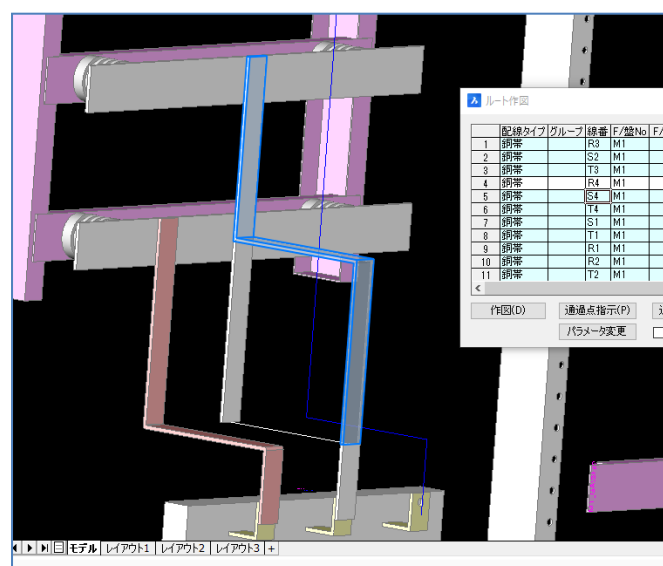 ルート作図
配線タイプ グループ 線番 F/盤No F/
1 銅帯 R3 M1
2 銅帯 S2 M1
3 銅帯 T3 M1
4 銅帯 R4 M1
5 銅帯 S4 M1
6 銅帯 T4 M1
7 銅帯 S1 M1
8 銅帯 T1 M1
9 銅帯 R1 M1
10 銅帯 R2 M1
11 銅帯 T2 M1
作図(D) 通過点指示(P)
パラメータ変更
モデル レイアウト1 レイアウト2 レイアウト3 +